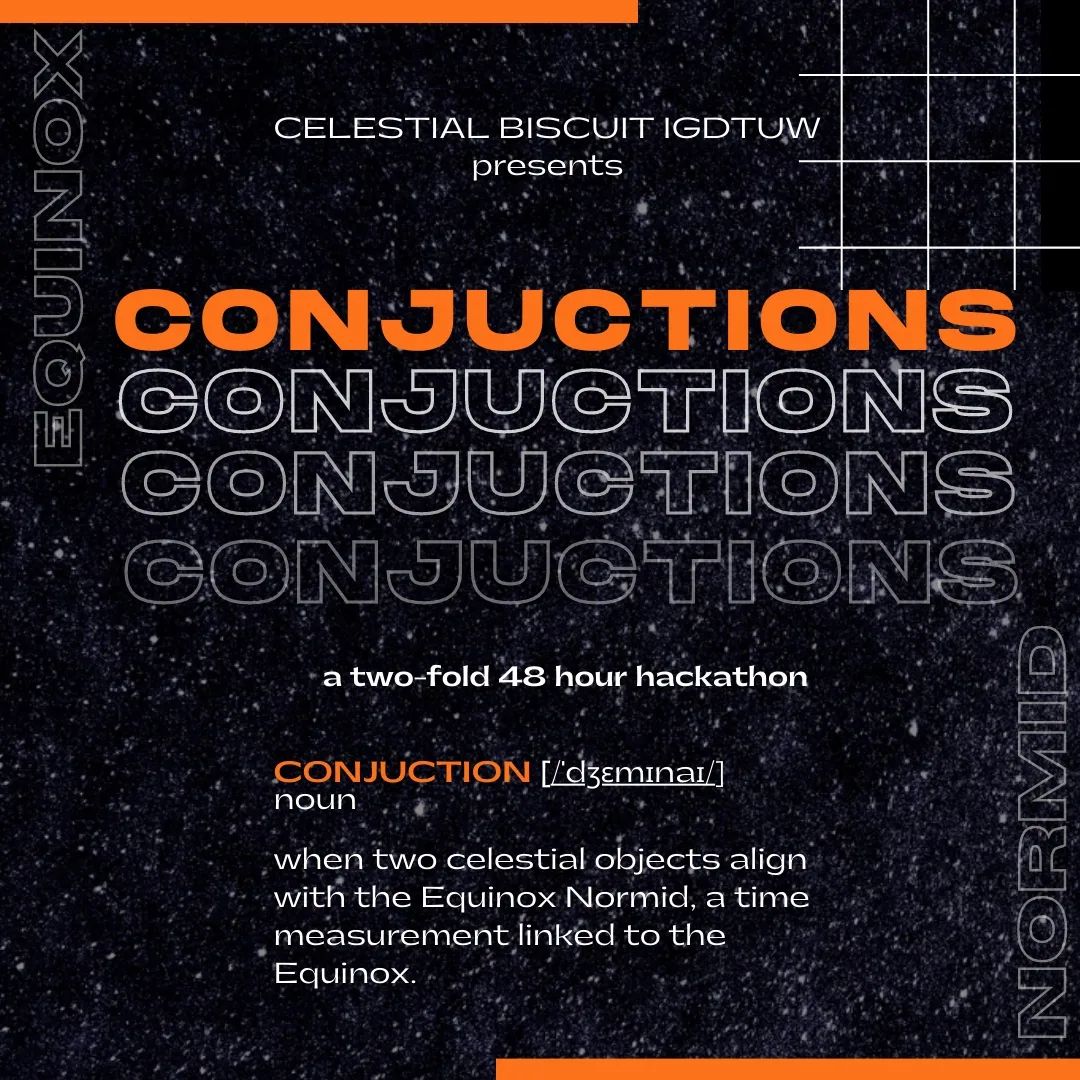 EQUINOX
CELESTIAL BISCUIT IGDTUW
presents
CONJUCTIONS
CONJUCTIONS
CONJUCTIONS
CONJUCTIONS
a two-fold 48 hour hackathon
CONJUCTION [/ˈdʒɛmɪnaɪ/]
noun
when two celestial objects align
with the Equinox Normid, a time
measurement linked to the
Equinox.
NORMID